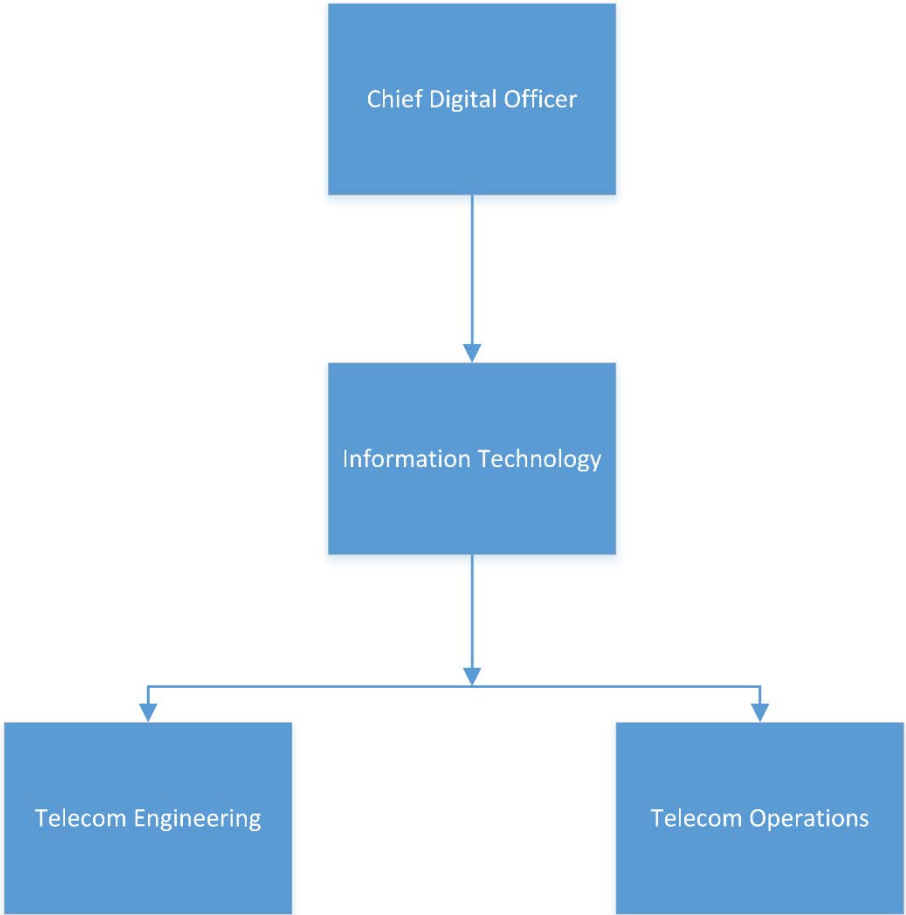 Chief Digital Officer
Information Technology
Telecom Engineering
Telecom Operations